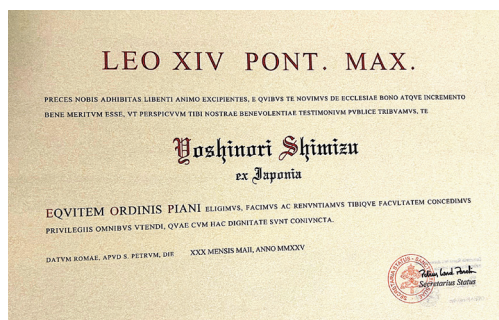 LEO XIV PONT. MAX.
PRECES NOBIS ADHIBITAS LIBENTI ANIMO EXCIPIENTES, E QVIBVS TE NOVIMVS DE ECCLESIAE BONO ATQVE INCREMENTO
BENE MERITVM ESSE, VT PERSPICVVM TIBI NOSTRAE BENEVOLENTIAE TESTIMONIVM PVBLICE TRIBVAMVS, TE
Yoshinori Shimizu
ex Japonia
EQVITEM ORDINIS PIANI ELIGIMVS, FACIMVS AC RENVNTIAMVS TIBIQVE FACVLTATEM CONCEDIMVS
PRIVILEGIIS OMNIBVS VTENDI, QVAE CVM HAC DIGNITATE SVNT CONIVNCTA.
DATVM ROMAE, APVD S. PETRVM, DIE XXX MENSIS MAII, ANNO MMXXV
Secretarius Status